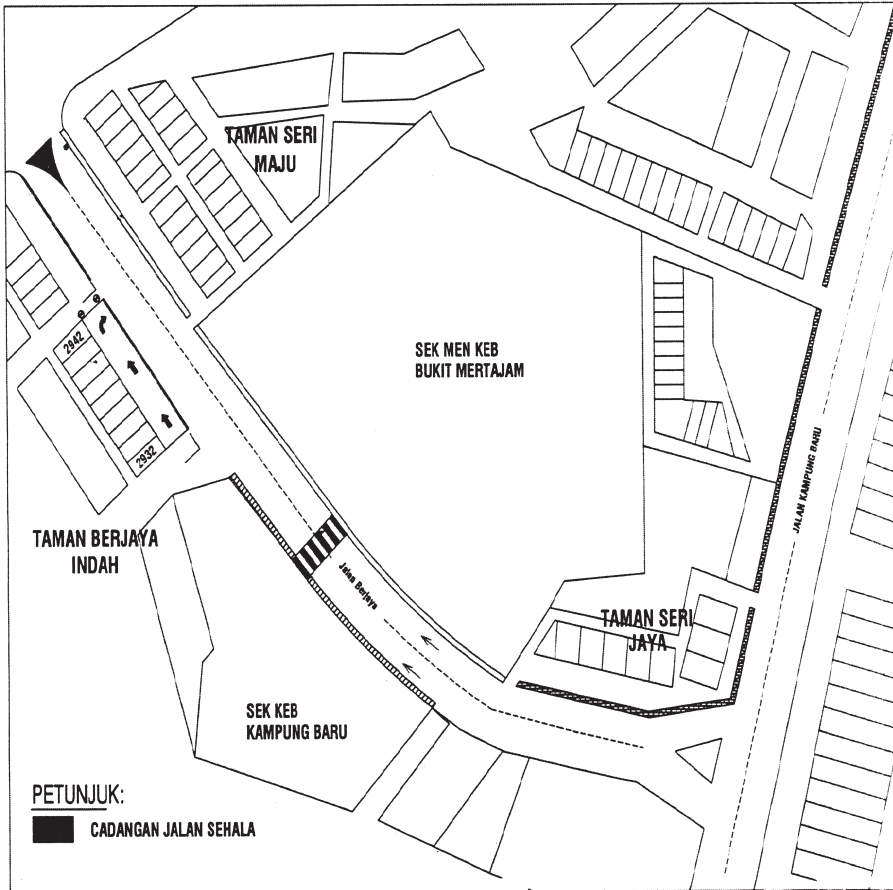 TAMAN SERI
MAJU
SEK MEN KEB
BUKIT MERTAJAM
2942
2932
JALAN KAMPUNG BARU
TAMAN BERJAYA
INDAH
Jalan Berjaya
TAMAN SERI
JAYA
SEK KEB
KAMPUNG BARU
PETUNJUK:
CADANGAN JALAN SEHALA